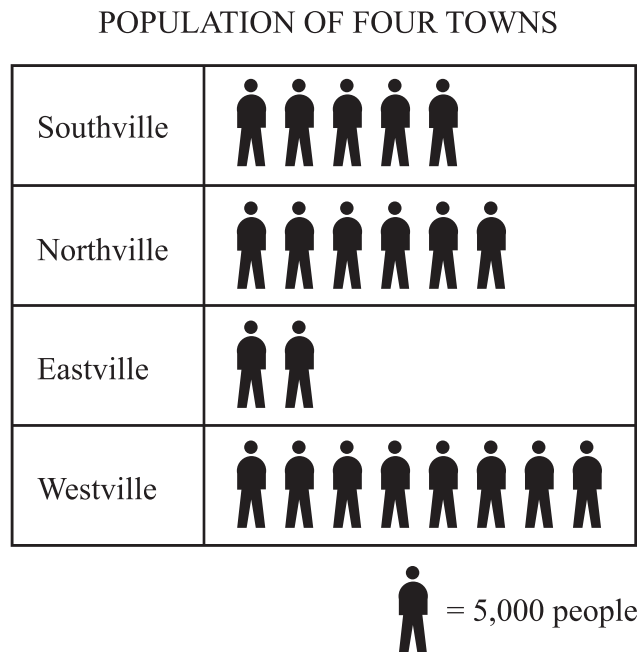 POPULATION OF FOUR TOWNS
Southville
Northville
Eastville
Westville
= 5,000 people